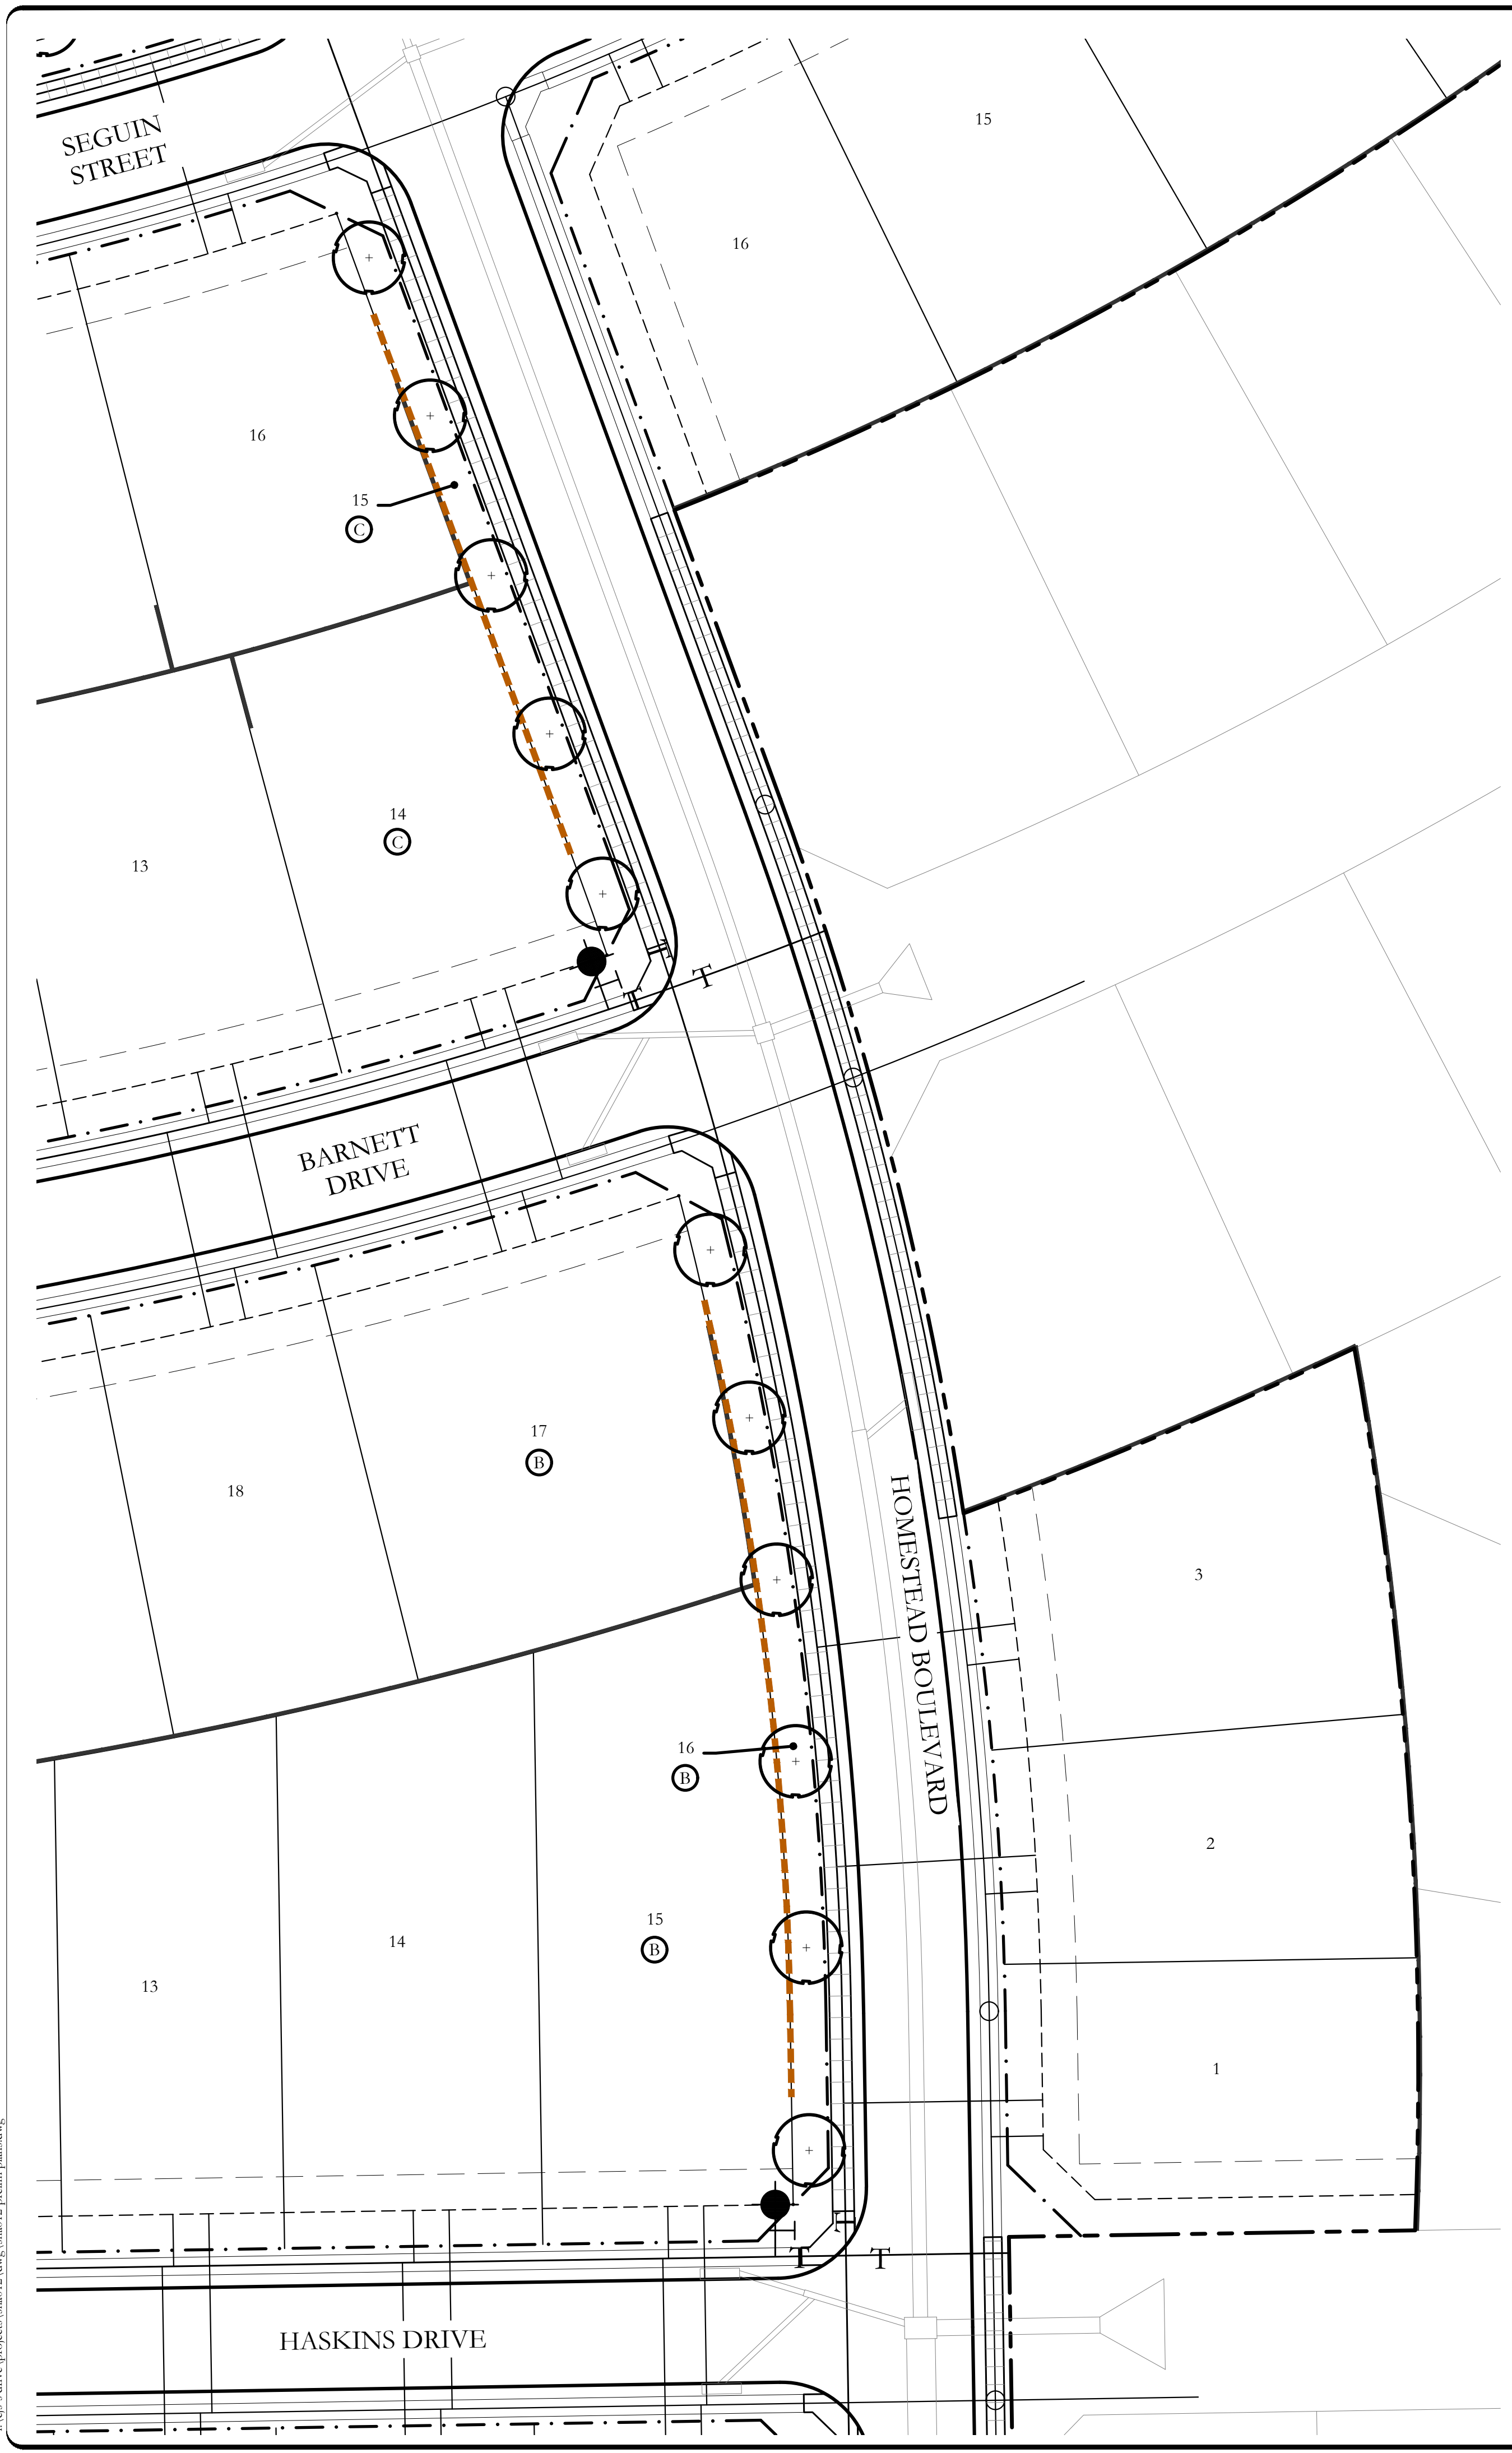 SEGUIN
STREET
15
16
16
15
C
14
C
13
T
T
T
BARNETT
DRIVE
17
B
18
HOMESTEAD BOULEVARD
3
16
B
2
15
B
14
13
1
T
T
HASKINS DRIVE